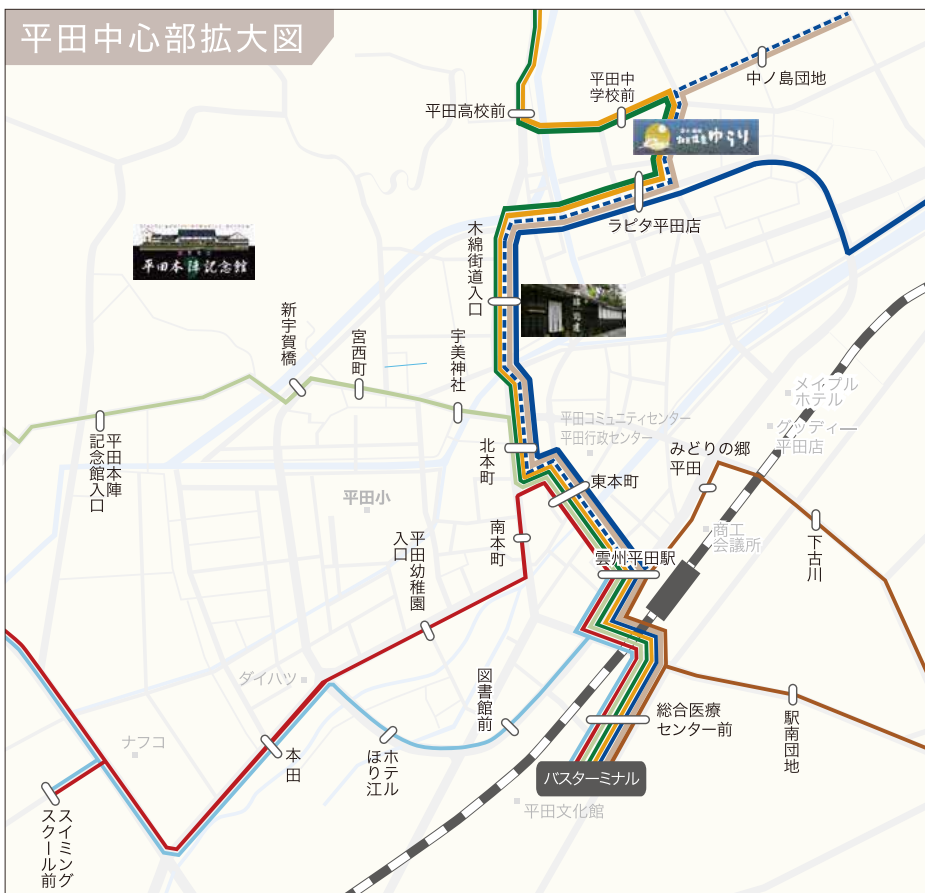 平田中心部拡大図
中ノ島団地
平田中
学校前
平田高校前
ゆらり
ラピタ平田店
木綿街道入口
平田本陣記念館
新宇賀橋
宮西町
宇美神社
メイプル
ホテル
グッディー
平田店
平田コミュニティセンター
平田行政センター
平田本陣
記念館入口
北本町
みどりの郷
平田
東本町
平田小
南本町
平田幼稚園
入口
商工
会議所
下古川
雲州平田駅
ダイハツ
図書館前
総合医療
センター前
駅南団地
ナフコ
本田
ホテル
ほり江
バスターミナル
平田文化館
スイミング
スクール前